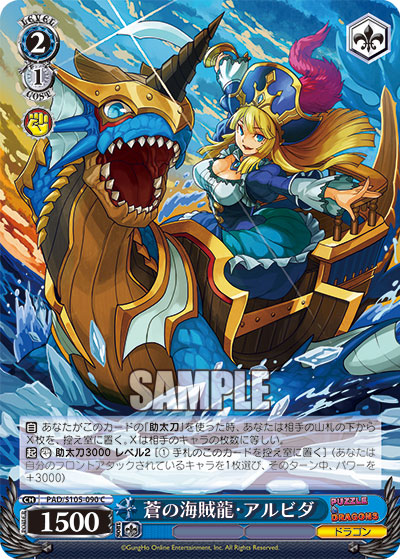 LEVEL
2
1
COST
SAMPLE
自 あなたがこのカードの「助太刀」を使った時、あなたは相手の山札の下から
X枚を、控え室に置く。Xは相手のキャラの枚数に等しい。
起 助太刀3000 レベル2 [① 手札のこのカードを控え室に置く] (あなたは
自分のフロントアタックされているキャラを1枚選び、そのターン中、パワーを
+3000)
CH PAD/S105-090 C
1500
蒼の海賊龍・アルビダ
PUZZLE & DRAGONS
ドラゴン
©GungHo Online Entertainment, Inc. All Rights Reserved.